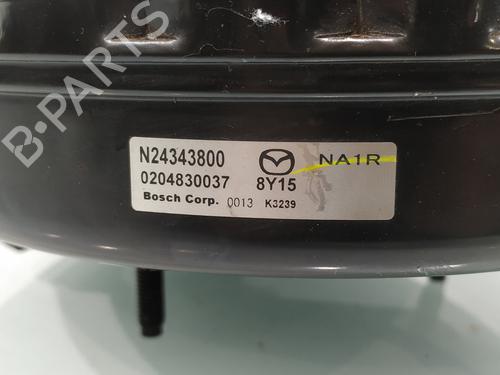 B-PARTS
N24343800 NA1R
0204830037 8Y15
Bosch Corp. 0013 K3239